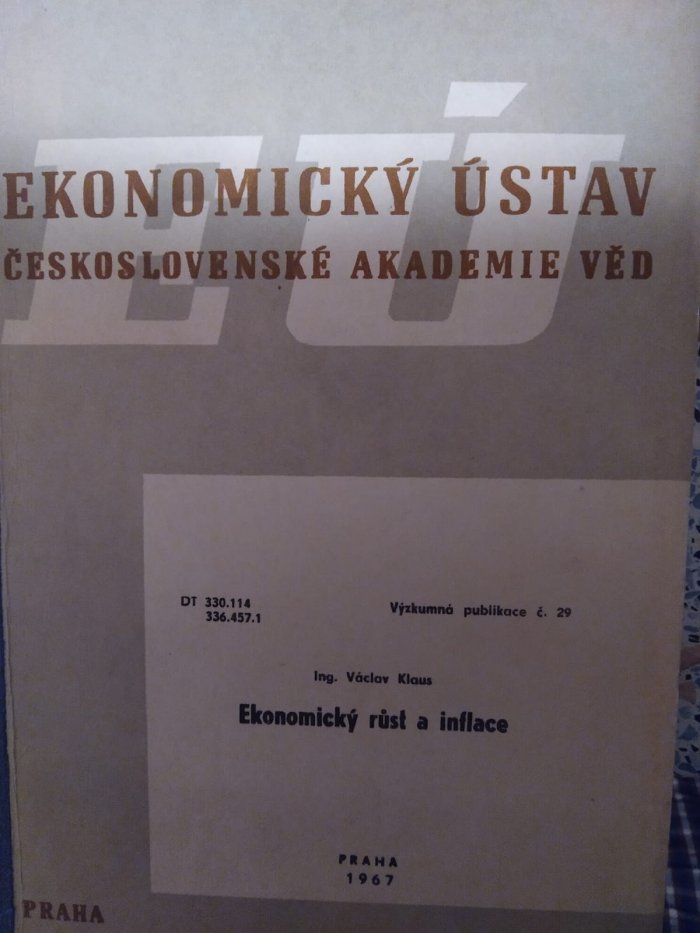 EÚ
EKONOMICKÝ ÚSTAV
ČESKOSLOVENSKÉ AKADEMIE VĚD
DT 330.114
336.457.1
Výzkumná publikace č. 29
Ing. Václav Klaus
Ekonomický růst a inflace
PRAHA
1967
PRAHA